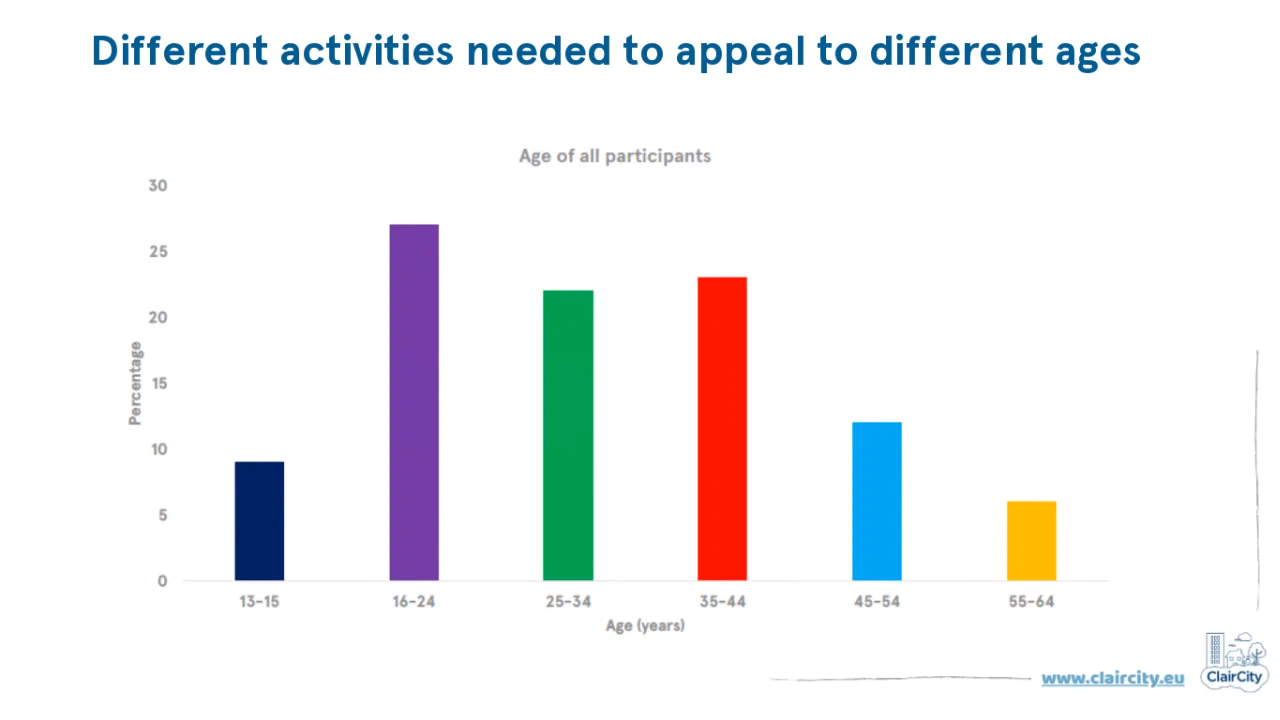 Different activities needed to appeal to different ages
Age of all participants
30
25
20
15
10
5
0
Percentage
13-15 16-24 25-34 35-44 45-54 55-64
Age (years)
www.claircity.eu
ClairCity